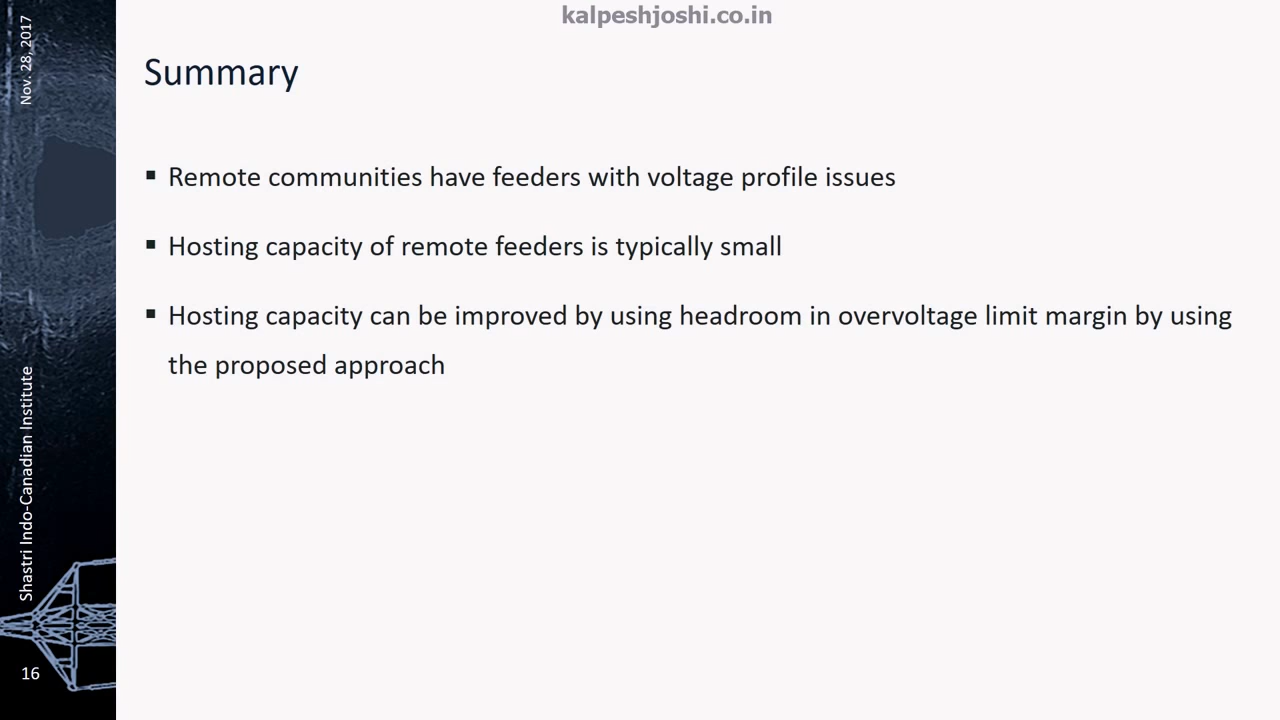 kalpeshjoshi.co.in
Nov. 28, 2017
Summary
▪ Remote communities have feeders with voltage profile issues
▪ Hosting capacity of remote feeders is typically small
▪ Hosting capacity can be improved by using headroom in overvoltage limit margin by using
the proposed approach
Shastri Indo-Canadian Institute
16